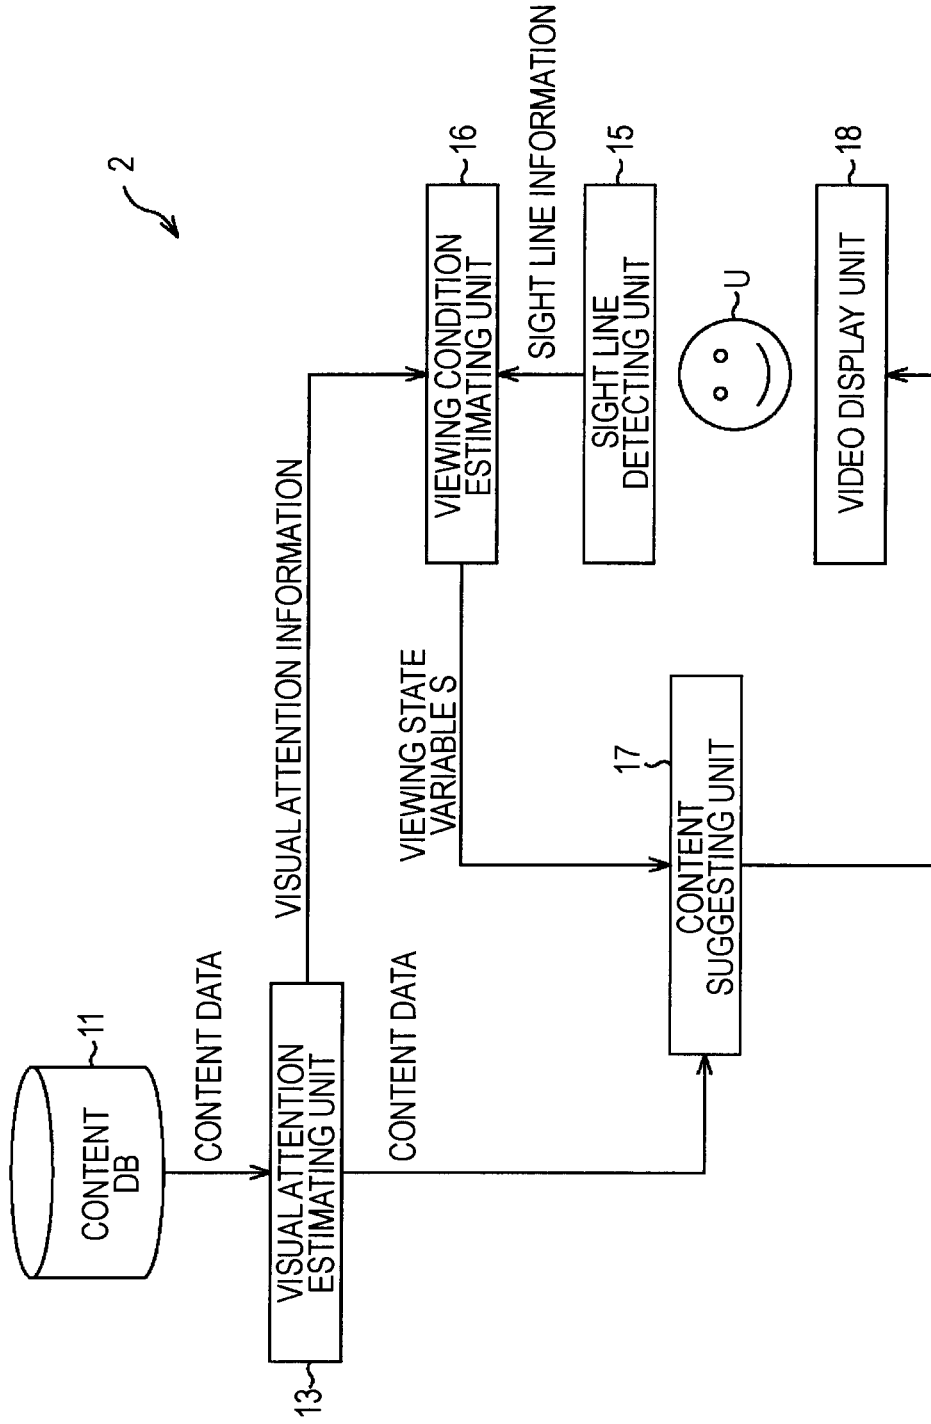 2
CONTENT
DB
11
CONTENT DATA
VISUAL ATTENTION
ESTIMATING UNIT
13
VISUAL ATTENTION INFORMATION
CONTENT DATA
VIEWING CONDITION
ESTIMATING UNIT
16
SIGHT LINE INFORMATION
VIEWING STATE
VARIABLE S
SIGHT LINE
DETECTING UNIT
15
U
17
CONTENT
SUGGESTING UNIT
VIDEO DISPLAY UNIT
18